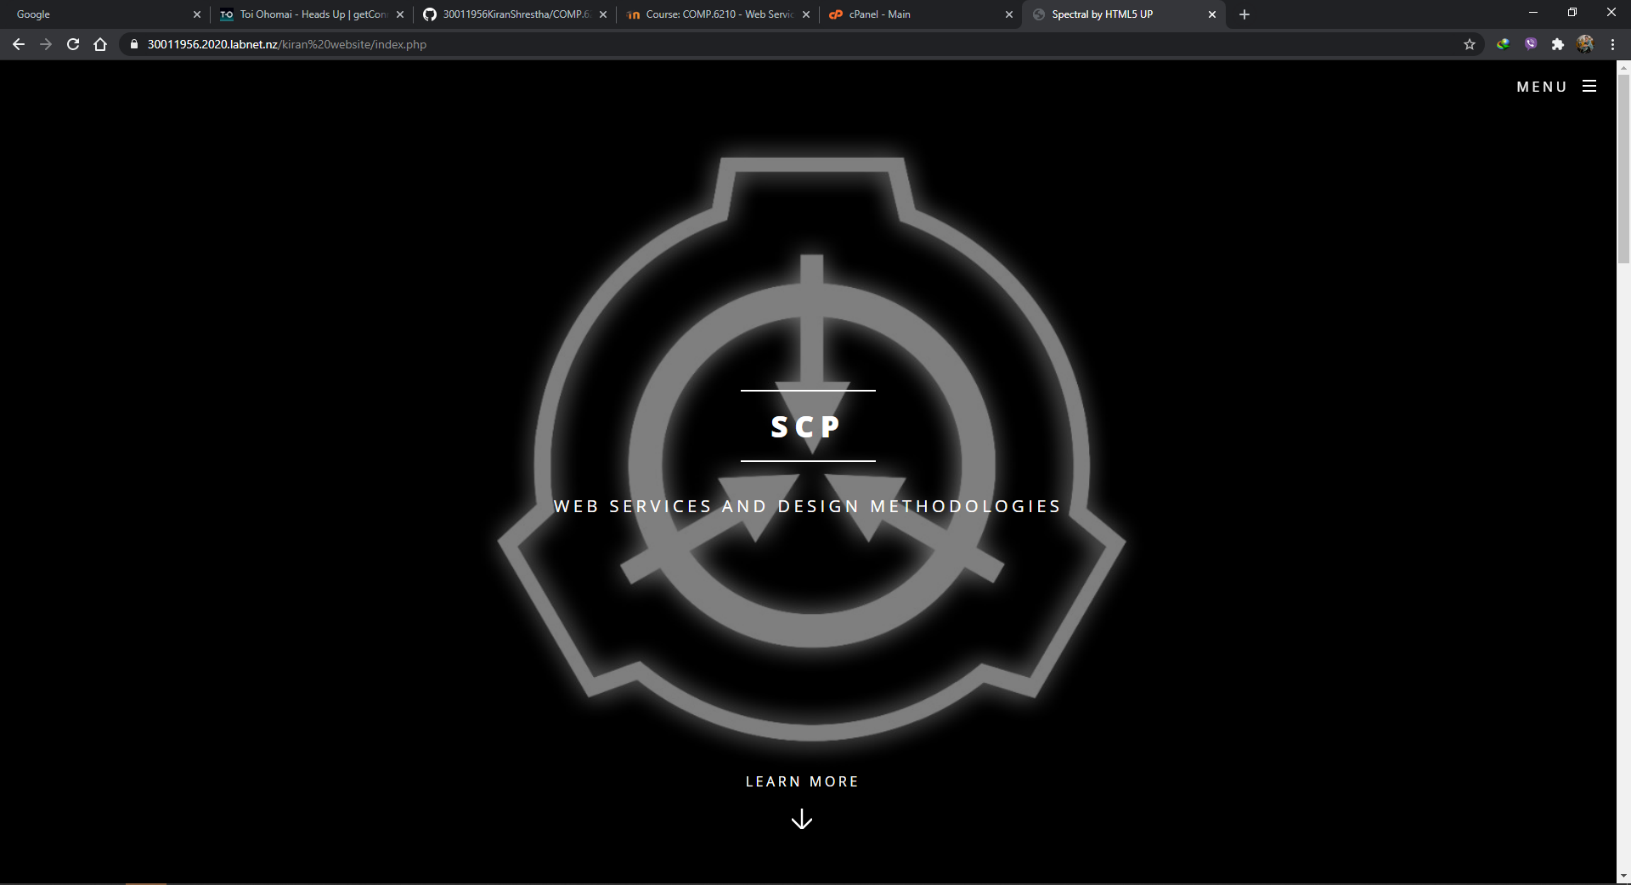 Google
Toi Ohomai - Heads Up | getCon
30011956KiranShrestha/COMP.6
Course: COMP.6210 - Web Servic
cPanel - Main
Spectral by HTML5 UP
30011956.2020.labnet.nz/kiran%20website/index.php
MENU
SCP
WEB SERVICES AND DESIGN METHODOLOGIES
LEARN MORE